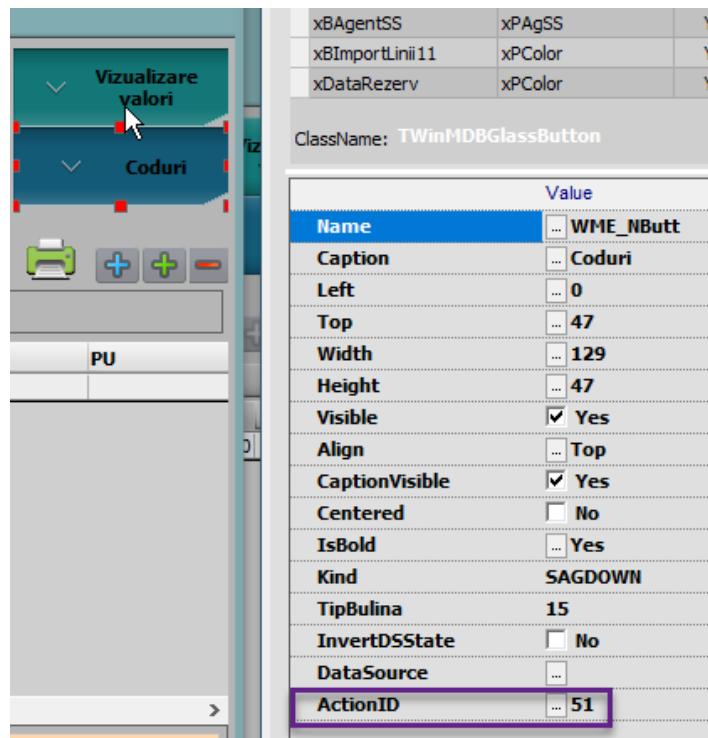 xBAgentSS xPAgSS
xBImportLinii11 xPColor
xDataRezerv xPColor
Vizualizare
valori
Coduri
ClassName: TWinMDBGlassButton
Value
Name ... WME_NButt
Caption ... Coduri
Left ... 0
Top ... 47
Width ... 129
Height ... 47
Visible Yes
Align ... Top
CaptionVisible Yes
Centered No
IsBold ... Yes
Kind SAGDOWN
TipBulina 15
InvertDSState No
DataSource ...
ActionID ... 51
PU